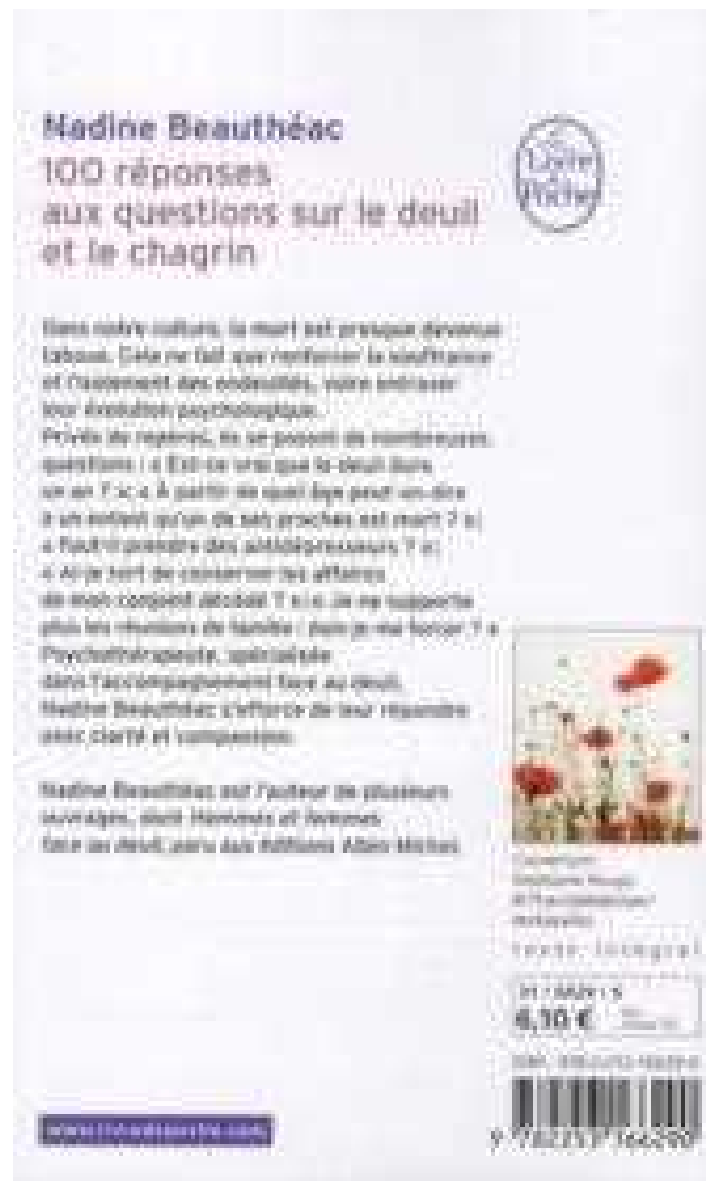 Nadine Beauthéac
100 réponses
aux questions sur le deuil
et le chagrin
Le
Livre
de
Poche
Dans notre culture, la mort est presque devenue
taboue. Cela ne fait que renforcer la souffrance
et l'isolement des endeuillés, voire entraver
leur évolution psychologique.
Privés de repères, ils se posent de nombreuses
questions : « Est-ce vrai que le deuil dure
un an ? » ; « À partir de quel âge peut-on dire
à un enfant qu'un de ses proches est mort ? » ;
« Faut-il prendre des antidépresseurs ? » ;
« Ai-je tort de conserver les affaires
de mon conjoint décédé ? » ; « Je ne supporte
plus les réunions de famille : puis-je me forcer ? »
Psychothérapeute, spécialisée
dans l'accompagnement face au deuil,
Nadine Beauthéac s'efforce de leur répondre
avec clarté et compassion.
Nadine Beauthéac est l'auteur de plusieurs
ouvrages, dont Hommes et femmes
face au deuil, paru aux éditions Albin Michel.
Couverture :
texte intégral
6,10 €
www.livredepoche.com